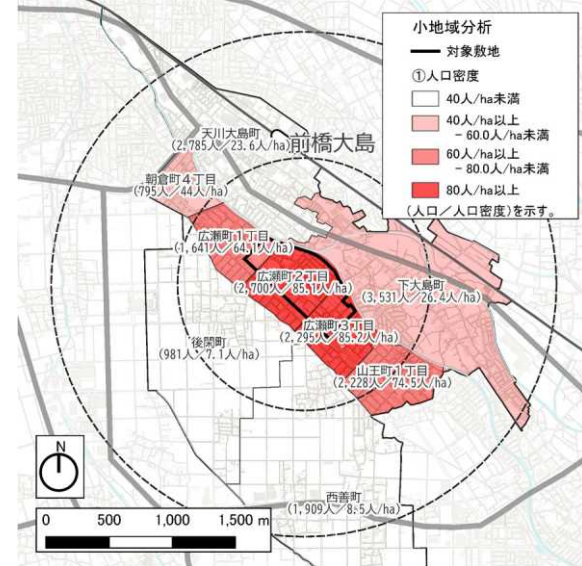 小地域分析
対象敷地
①人口密度
40人/ha未満
40人/ha以上
－60.0人/ha未満
60人/ha以上
－80.0人/ha未満
80人/ha以上
(人口／人口密度)を示す。
天川大島町
(2,785人／23.6人/ha)
前橋大島
朝倉町４丁目
(795人／44人/ha)
広瀬町１丁目
(1,641人／64.1人/ha)
広瀬町２丁目
(2,700人／85.1人/ha)
下大島町
(3,531人／26.4人/ha)
広瀬町３丁目
(2,295人／85.2人/ha)
後閑町
(981人／7.1人/ha)
山王町１丁目
(2,228人／74.5人/ha)
西善町
(1,909人／8.5人/ha)
N
0 500 1,000 1,500 m